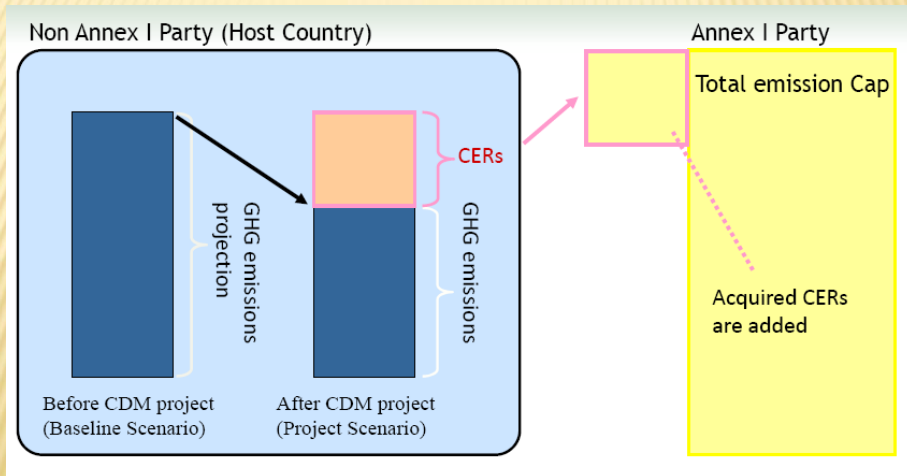 Non Annex I Party (Host Country)
Annex I Party
Total emission Cap
CERs
GHG emissions
projection
GHG emissions
Acquired CERs
are added
Before CDM project
(Baseline Scenario)
After CDM project
(Project Scenario)